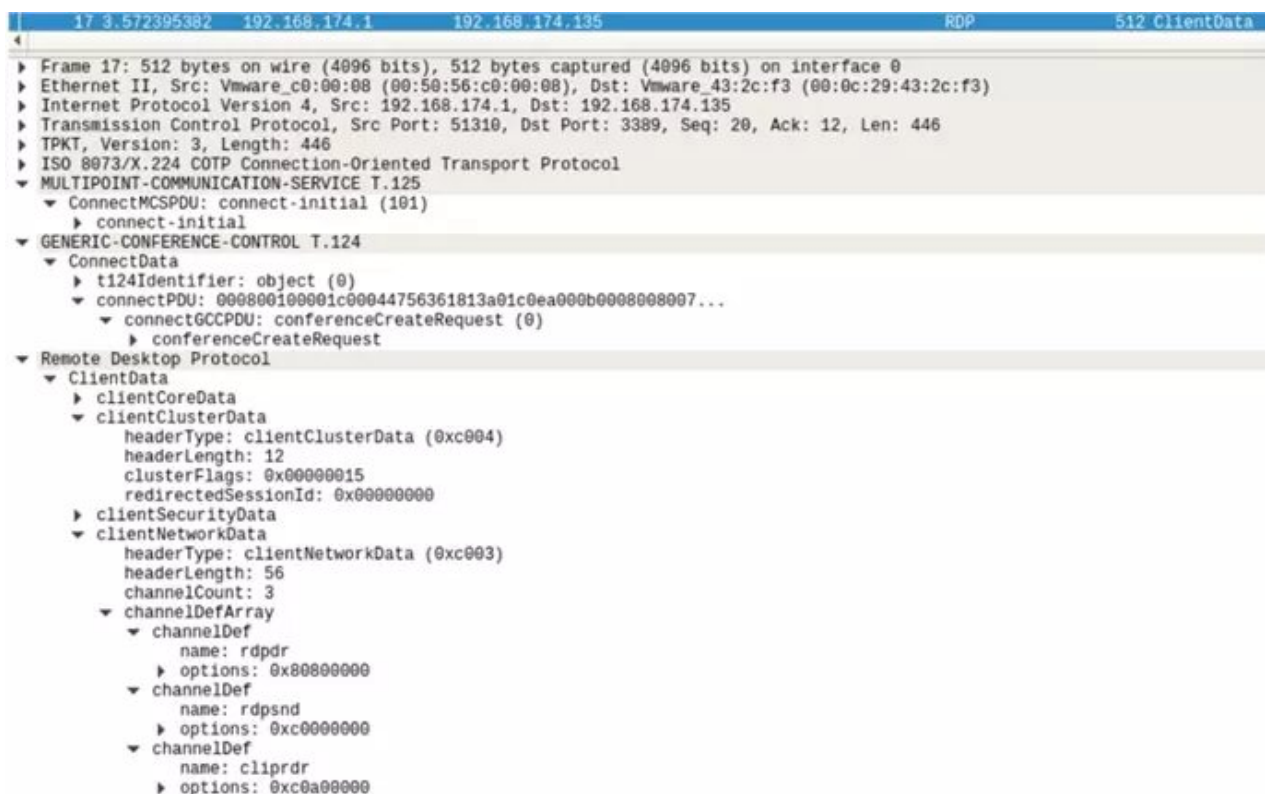 17 3.572395382 192.168.174.1 192.168.174.135 RDP 512 ClientData
Frame 17: 512 bytes on wire (4096 bits), 512 bytes captured (4096 bits) on interface 0
Ethernet II, Src: Vmware_c0:00:08 (00:50:56:c0:00:08), Dst: Vmware_43:2c:f3 (00:0c:29:43:2c:f3)
Internet Protocol Version 4, Src: 192.168.174.1, Dst: 192.168.174.135
Transmission Control Protocol, Src Port: 51310, Dst Port: 3389, Seq: 20, Ack: 12, Len: 446
TPKT, Version: 3, Length: 446
ISO 8073/X.224 COTP Connection-Oriented Transport Protocol
MULTIPOINT-COMMUNICATION-SERVICE T.125
ConnectMCSPDU: connect-initial (101)
connect-initial
GENERIC-CONFERENCE-CONTROL T.124
ConnectData
t124Identifier: object (0)
connectPDU: 000800100001c00044756361813a01c0ea000b0008008007...
connectGCCPDU: conferenceCreateRequest (0)
conferenceCreateRequest
Remote Desktop Protocol
ClientData
clientCoreData
clientClusterData
headerType: clientClusterData (0xc004)
headerLength: 12
clusterFlags: 0x00000015
redirectedSessionId: 0x00000000
clientSecurityData
clientNetworkData
headerType: clientNetworkData (0xc003)
headerLength: 56
channelCount: 3
channelDefArray
channelDef
name: rdpdr
options: 0x80800000
channelDef
name: rdpsnd
options: 0xc0000000
channelDef
name: cliprdr
options: 0xc0a00000